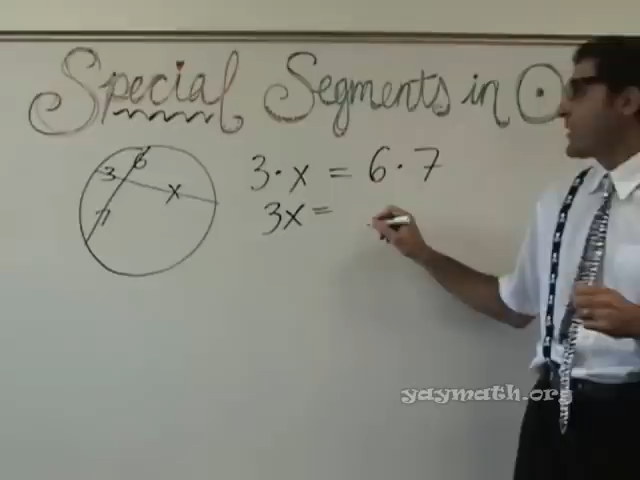 Special Segments in ⊙
6
3
x
7
3 · x = 6 · 7
3x =
yaymath.org